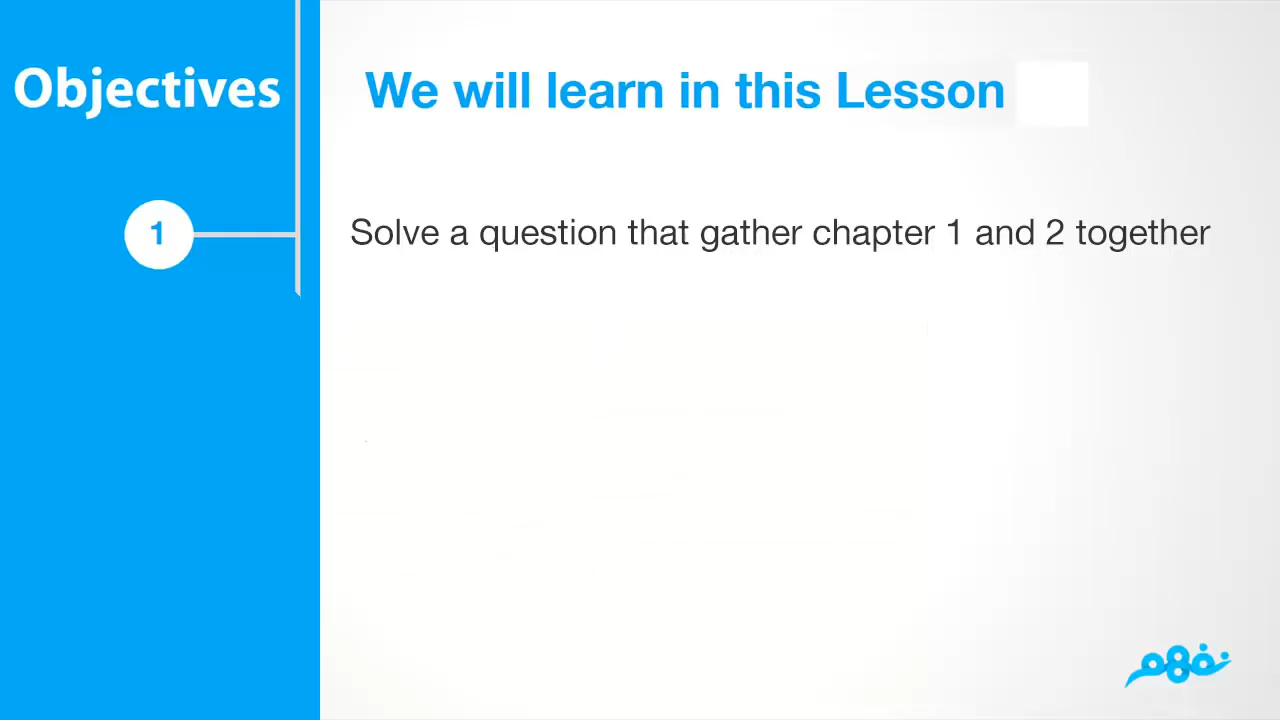 Objectives
We will learn in this Lesson
1
Solve a question that gather chapter 1 and 2 together
نفهم